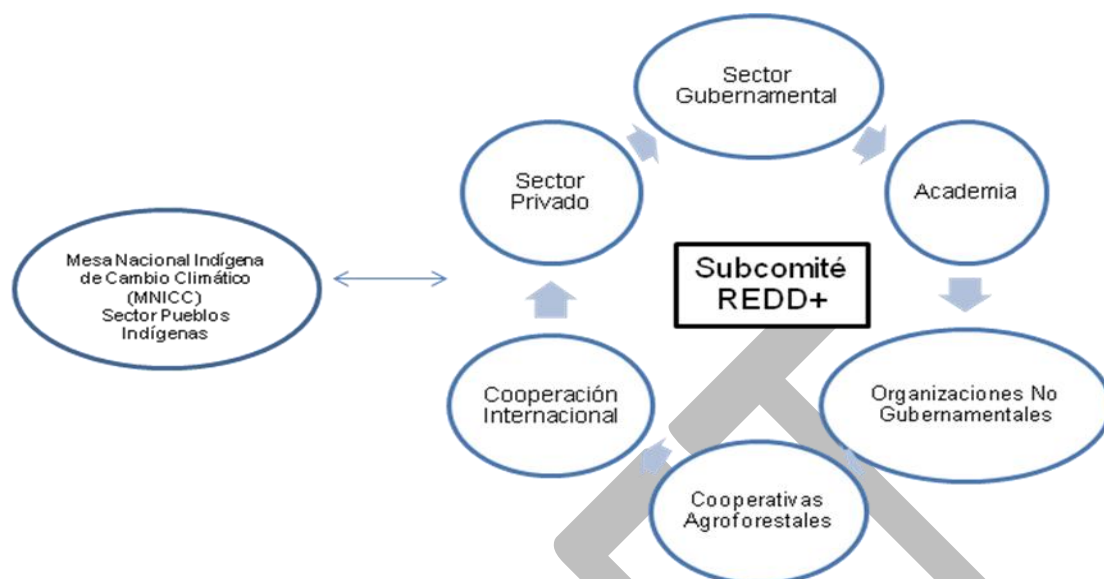 Sector
Gubernamental
Academia
Organizaciones No
Gubernamentales
Cooperativas
Agroforestales
Cooperación
Internacional
Sector
Privado
Subcomité
REDD+
Mesa Nacional Indígena
de Cambio Climático
(MNICC)
Sector Pueblos
Indígenas